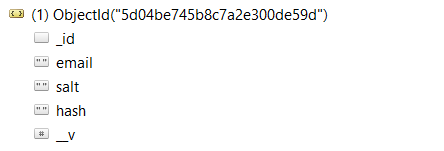 (1) ObjectId("5d04be745b8c7a2e300de59d")
_id
" " email
" " salt
" " hash
# __v